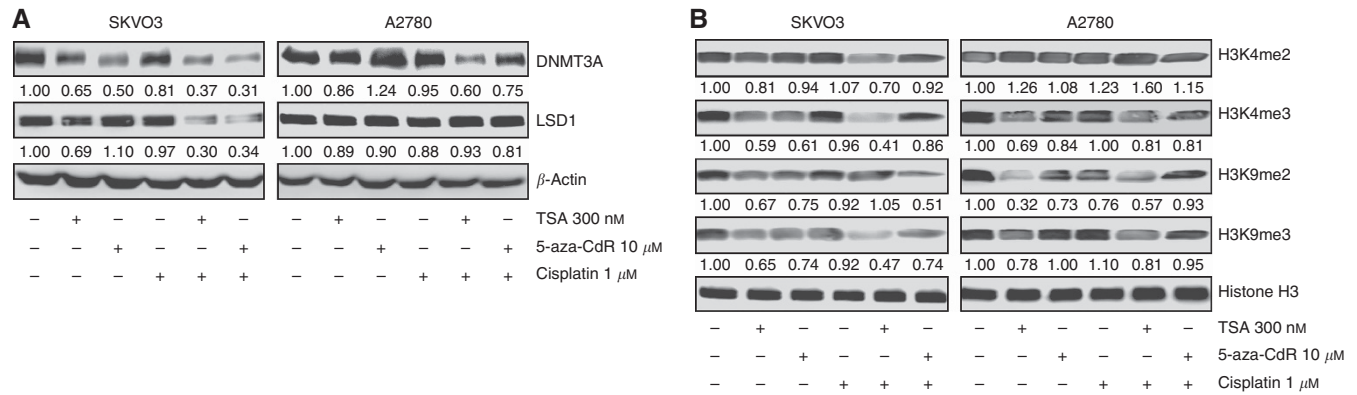 A
SKVO3 A2780
DNMT3A
1.00 0.65 0.50 0.81 0.37 0.31 1.00 0.86 1.24 0.95 0.60 0.75
LSD1
1.00 0.69 1.10 0.97 0.30 0.34 1.00 0.89 0.90 0.88 0.93 0.81
β-Actin
– + – – + – – + – – + – TSA 300 nM
– – + – – + – – + – – + 5-aza-CdR 10 μM
– – – + + + – – – + + + Cisplatin 1 μM
B
SKVO3 A2780
H3K4me2
1.00 0.81 0.94 1.07 0.70 0.92 1.00 1.26 1.08 1.23 1.60 1.15
H3K4me3
1.00 0.59 0.61 0.96 0.41 0.86 1.00 0.69 0.84 1.00 0.81 0.81
H3K9me2
1.00 0.67 0.75 0.92 1.05 0.51 1.00 0.32 0.73 0.76 0.57 0.93
H3K9me3
1.00 0.65 0.74 0.92 0.47 0.74 1.00 0.78 1.00 1.10 0.81 0.95
Histone H3
– + – – + – – + – – + – TSA 300 nM
– – + – – + – – + – – + 5-aza-CdR 10 μM
– – – + + + – – – + + + Cisplatin 1 μM